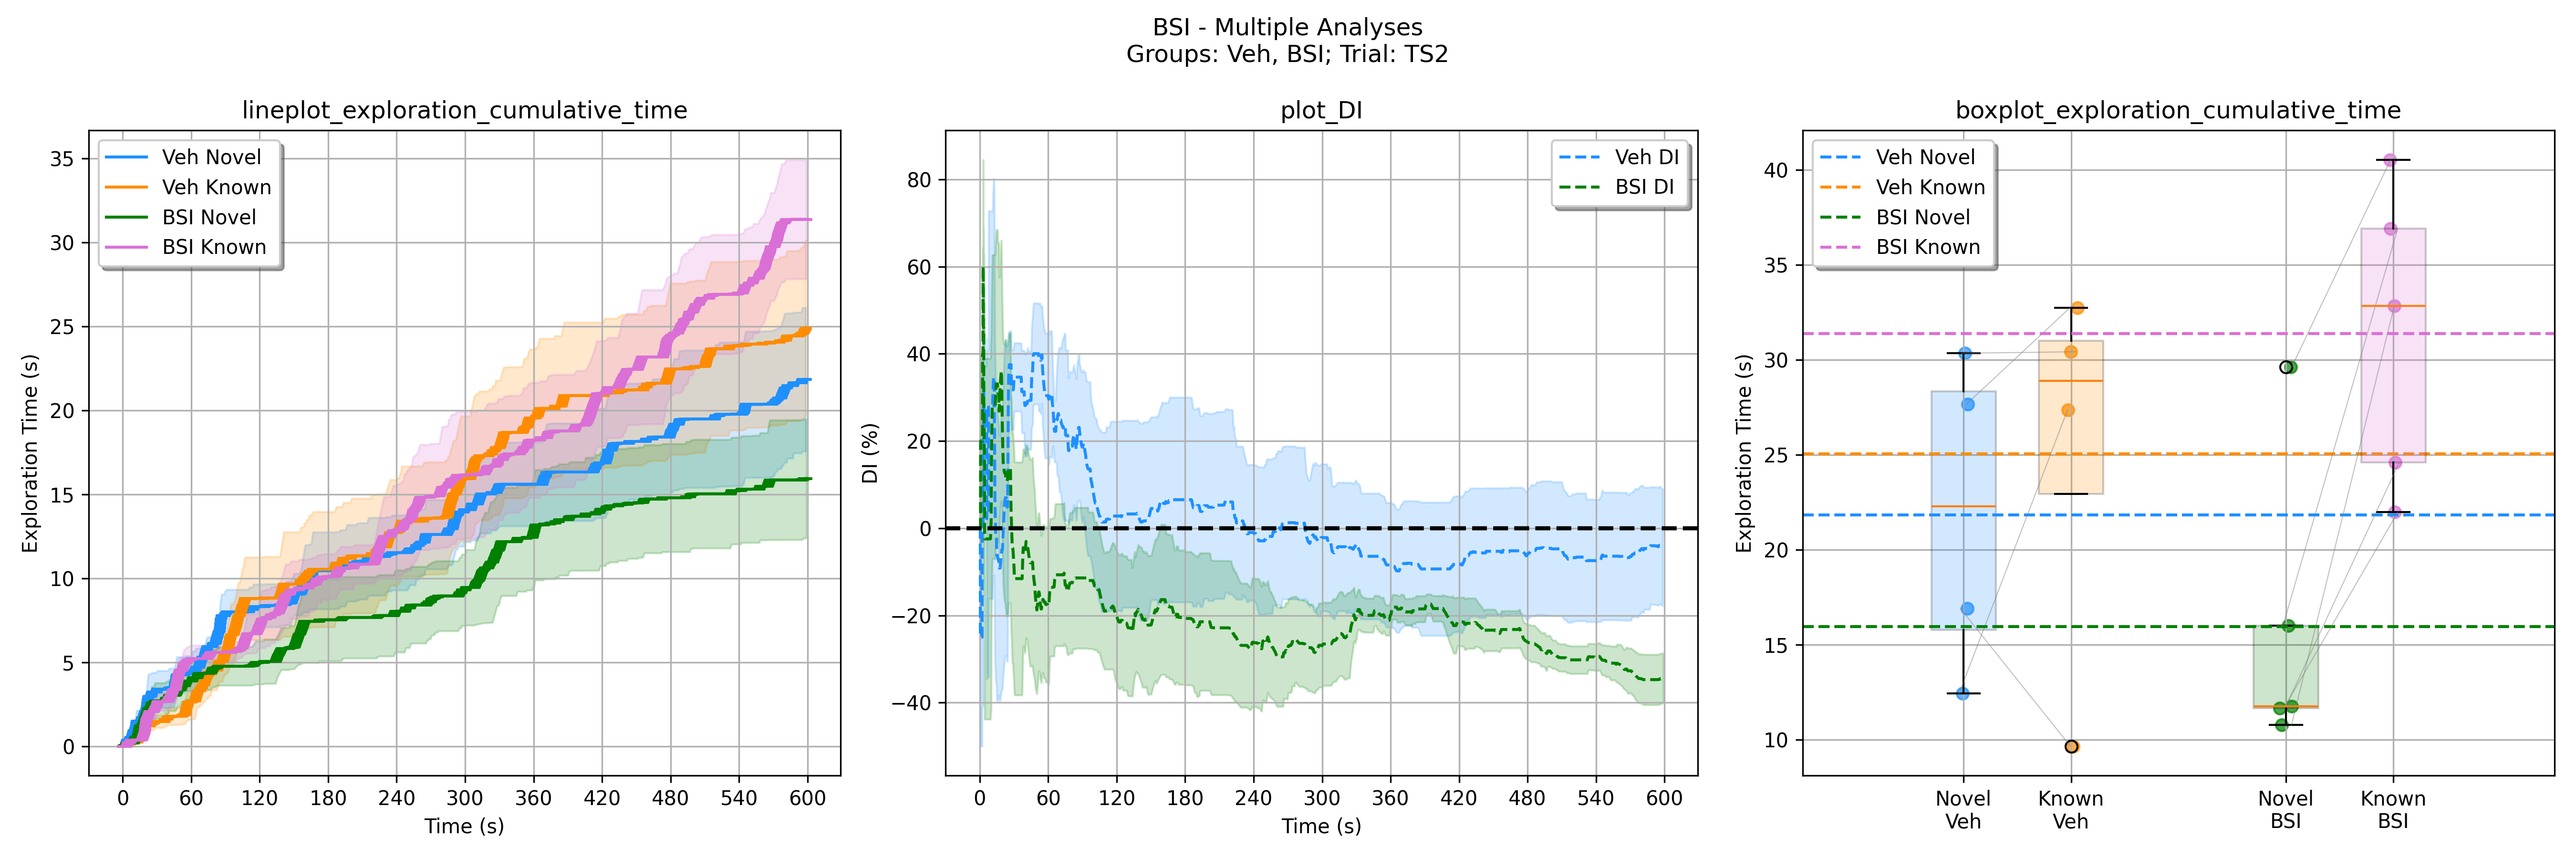 BSI - Multiple Analyses
Groups: Veh, BSI; Trial: TS2
lineplot_exploration_cumulative_time
Veh Novel
Veh Known
BSI Novel
BSI Known
35
30
25
20
15
10
5
0
Exploration Time (s)
0 60 120 180 240 300 360 420 480 540 600
Time (s)
plot_DI
Veh DI
BSI DI
80
60
40
20
0
−20
−40
DI (%)
0 60 120 180 240 300 360 420 480 540 600
Time (s)
boxplot_exploration_cumulative_time
Veh Novel
Veh Known
BSI Novel
BSI Known
40
35
30
25
20
15
10
Exploration Time (s)
Novel Known Novel Known
Veh Veh BSI BSI